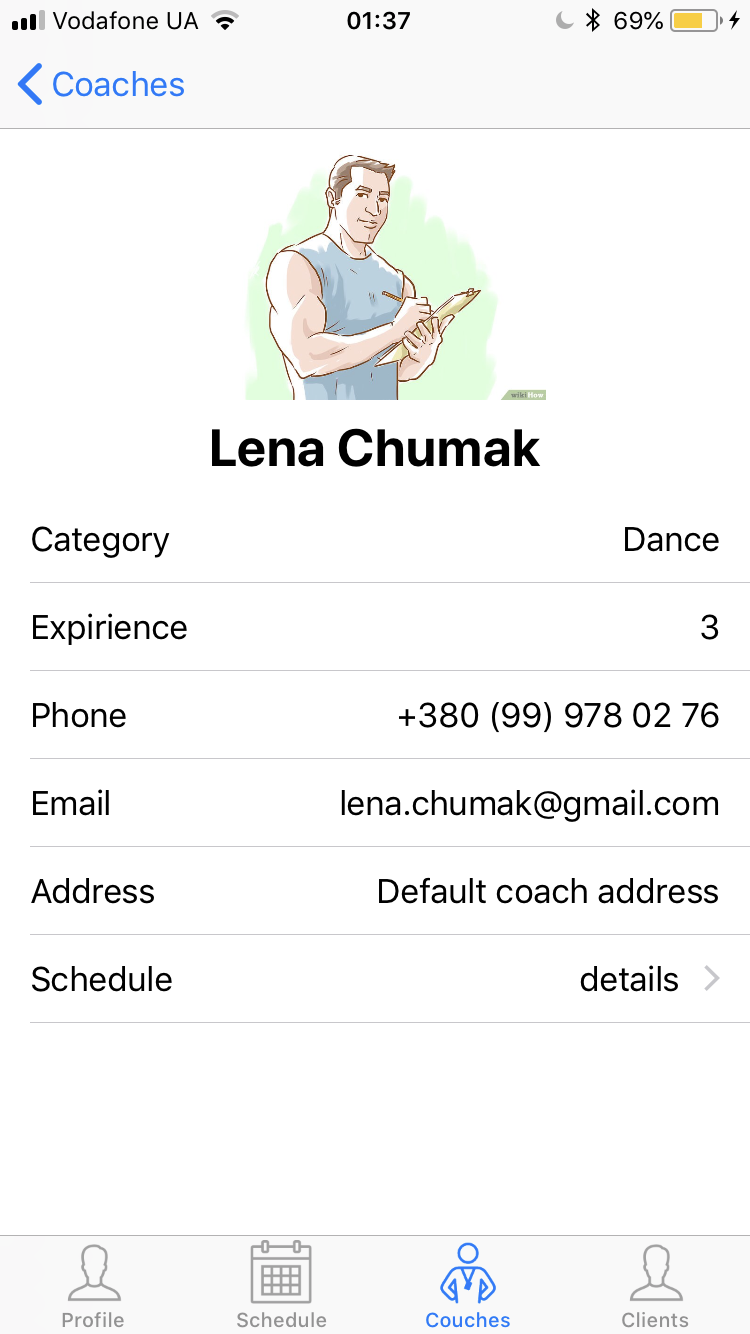 Vodafone UA 01:37 69%
Coaches
wikiHow
Lena Chumak
Category Dance
Expirience 3
Phone +380 (99) 978 02 76
Email lena.chumak@gmail.com
Address Default coach address
Schedule details
Profile Schedule Couches Clients